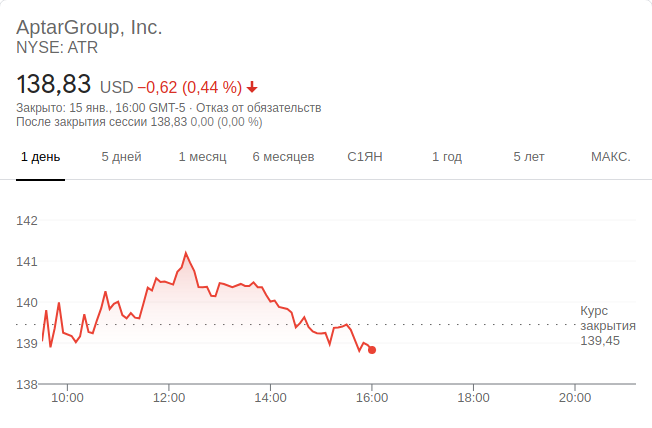 AptarGroup, Inc.
NYSE: ATR
138,83 USD −0,62 (0,44 %)
Закрыто: 15 янв., 16:00 GMT-5 · Отказ от обязательств
После закрытия сессии 138,83 0,00 (0,00 %)
1 день 5 дней 1 месяц 6 месяцев С1ЯН 1 год 5 лет МАКС.
142
141
140
139
138
Курс
закрытия
139,45
10:00 12:00 14:00 16:00 18:00 20:00